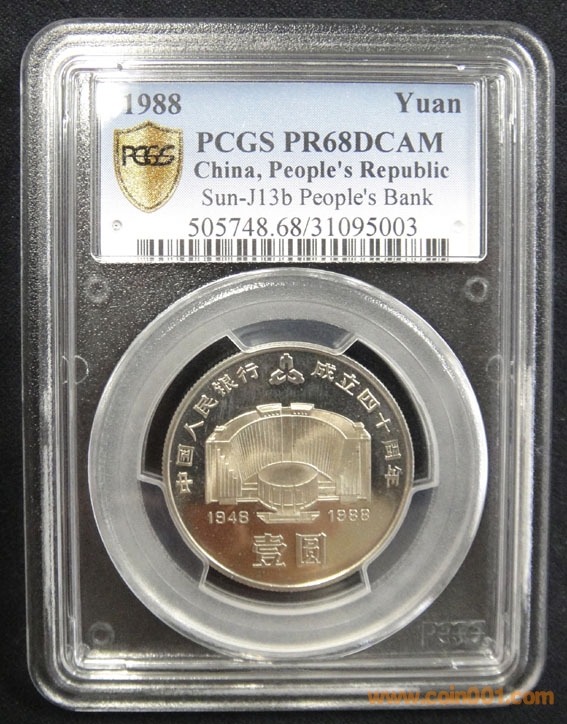 1988 Yuan
PCGS PCGS PR68DCAM
China, People's Republic
Sun-J13b People's Bank
505748.68/31095003
中国人民银行 成立四十周年
1948 1988
壹圆
PCGS
www.coin001.com